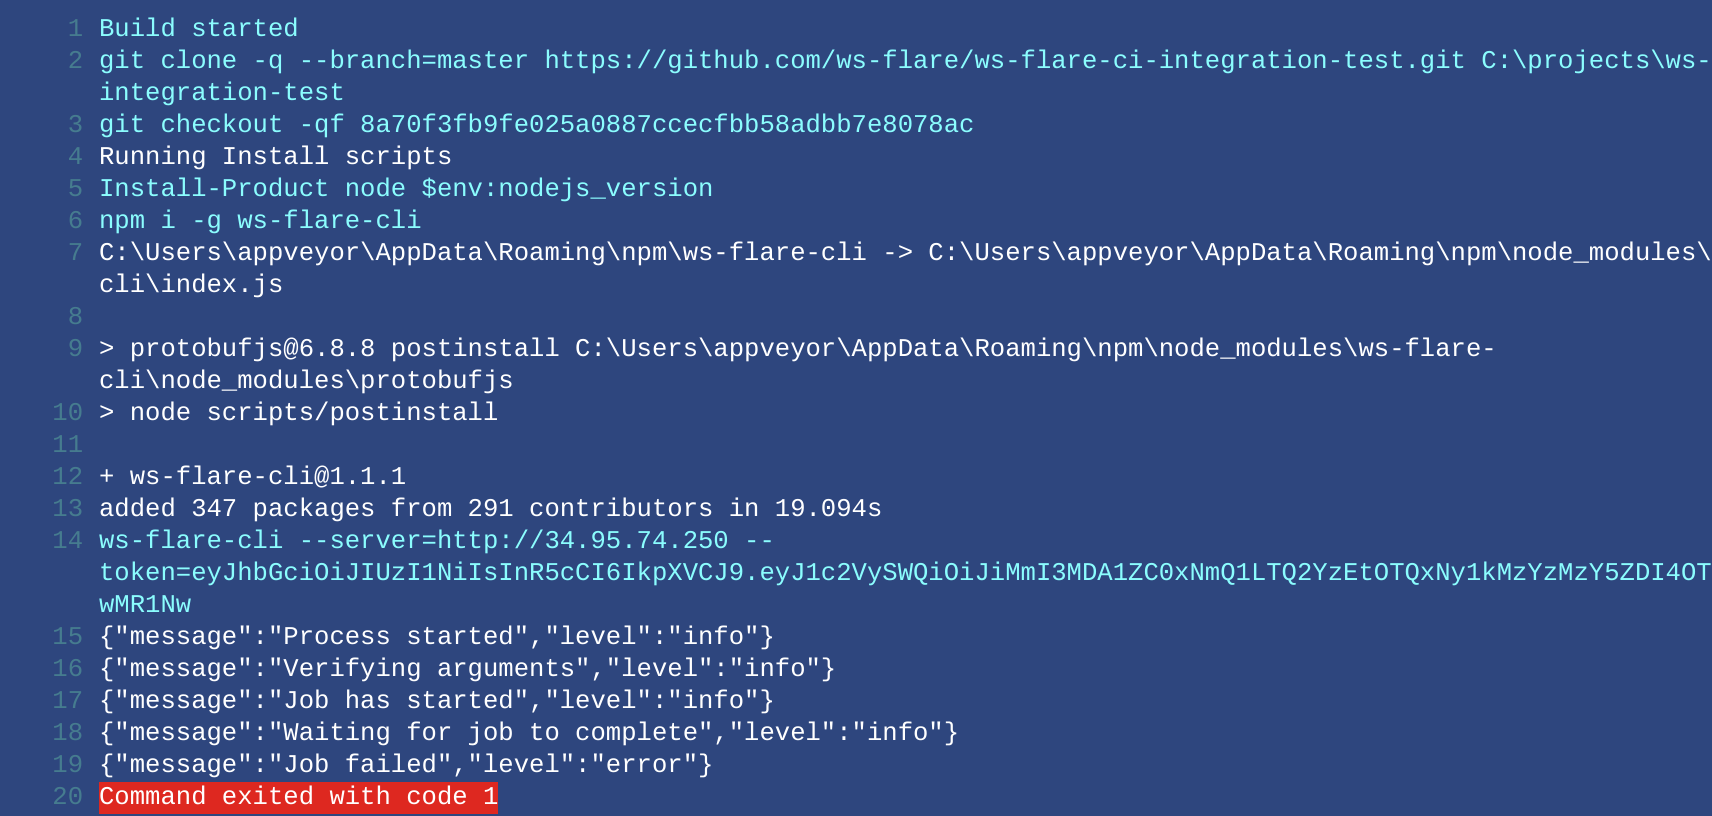 1 Build started
2 git clone -q --branch=master https://github.com/ws-flare/ws-flare-ci-integration-test.git C:\projects\ws-
integration-test
3 git checkout -qf 8a70f3fb9fe025a0887ccecfbb58adbb7e8078ac
4 Running Install scripts
5 Install-Product node $env:nodejs_version
6 npm i -g ws-flare-cli
7 C:\Users\appveyor\AppData\Roaming\npm\ws-flare-cli -> C:\Users\appveyor\AppData\Roaming\npm\node_modules\
cli\index.js
8
9 > protobufjs@6.8.8 postinstall C:\Users\appveyor\AppData\Roaming\npm\node_modules\ws-flare-
cli\node_modules\protobufjs
10 > node scripts/postinstall
11
12 + ws-flare-cli@1.1.1
13 added 347 packages from 291 contributors in 19.094s
14 ws-flare-cli --server=http://34.95.74.250 --
token=eyJhbGciOiJIUzI1NiIsInR5cCI6IkpXVCJ9.eyJ1c2VySWQiOiJiMmI3MDA1ZC0xNmQ1LTQ2YzEtOTQxNy1kMzYzMzY5ZDI4OT
wMR1Nw
15 {"message":"Process started","level":"info"}
16 {"message":"Verifying arguments","level":"info"}
17 {"message":"Job has started","level":"info"}
18 {"message":"Waiting for job to complete","level":"info"}
19 {"message":"Job failed","level":"error"}
20 Command exited with code 1